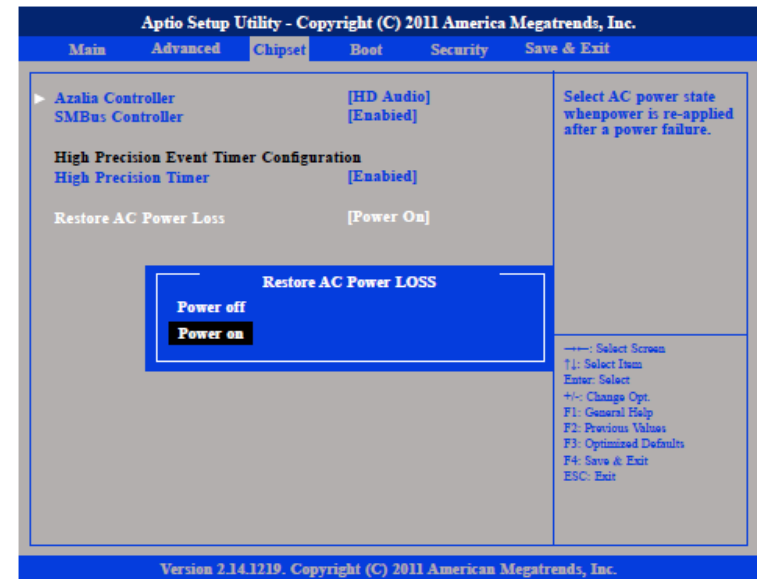 Aptio Setup Utility - Copyright (C) 2011 America Megatrends, Inc.
Main Advanced Chipset Boot Security Save & Exit
Azalia Controller [HD Audio]
SMBus Controller [Enabied]
High Precision Event Timer Configuration
High Precision Timer [Enabied]
Restore AC Power Loss [Power On]
Select AC power state
whenpower is re-applied
after a power failure.
Restore AC Power LOSS
Power off
Power on
→←: Select Screen
↑↓: Select Item
Enter: Select
+/-: Change Opt.
F1: General Help
F2: Previous Values
F3: Optimized Defaults
F4: Save & Exit
ESC: Exit
Version 2.14.1219. Copyright (C) 2011 American Megatrends, Inc.